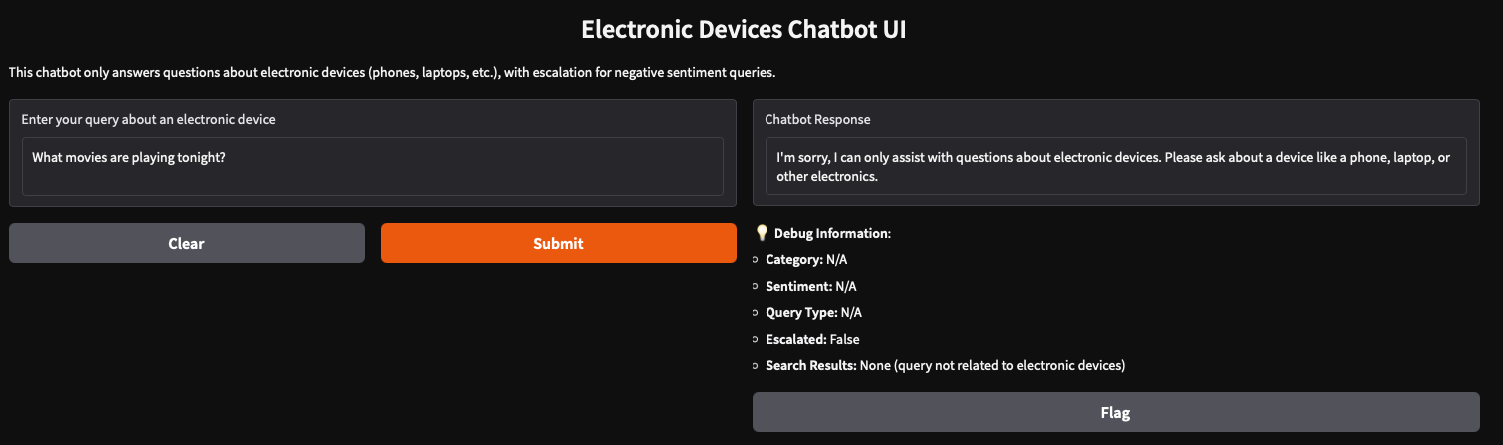 Electronic Devices Chatbot UI
This chatbot only answers questions about electronic devices (phones, laptops, etc.), with escalation for negative sentiment queries.
Enter your query about an electronic device
What movies are playing tonight?
Clear
Submit
Chatbot Response
I'm sorry, I can only assist with questions about electronic devices. Please ask about a device like a phone, laptop, or
other electronics.
💡 Debug Information:
Category: N/A
Sentiment: N/A
Query Type: N/A
Escalated: False
Search Results: None (query not related to electronic devices)
Flag